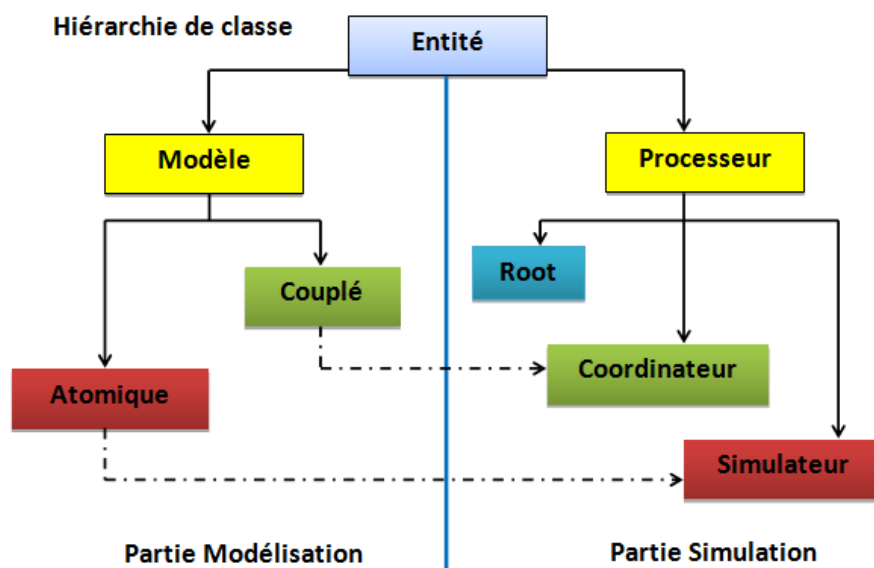 Hiérarchie de classe
Entité
Modèle
Processeur
Root
Couplé
Coordinateur
Atomique
Simulateur
Partie Modélisation
Partie Simulation